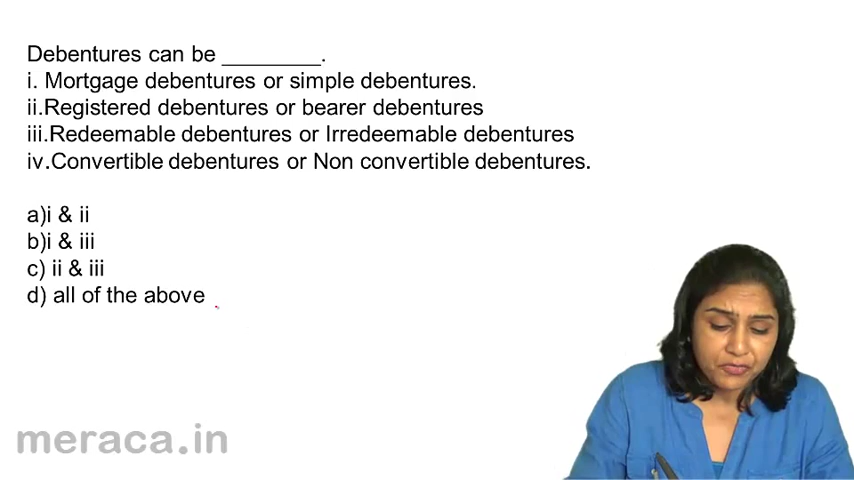 Debentures can be ________.
i. Mortgage debentures or simple debentures.
ii.Registered debentures or bearer debentures
iii.Redeemable debentures or Irredeemable debentures
iv.Convertible debentures or Non convertible debentures.
a)i & ii
b)i & iii
c) ii & iii
d) all of the above
meraca.in